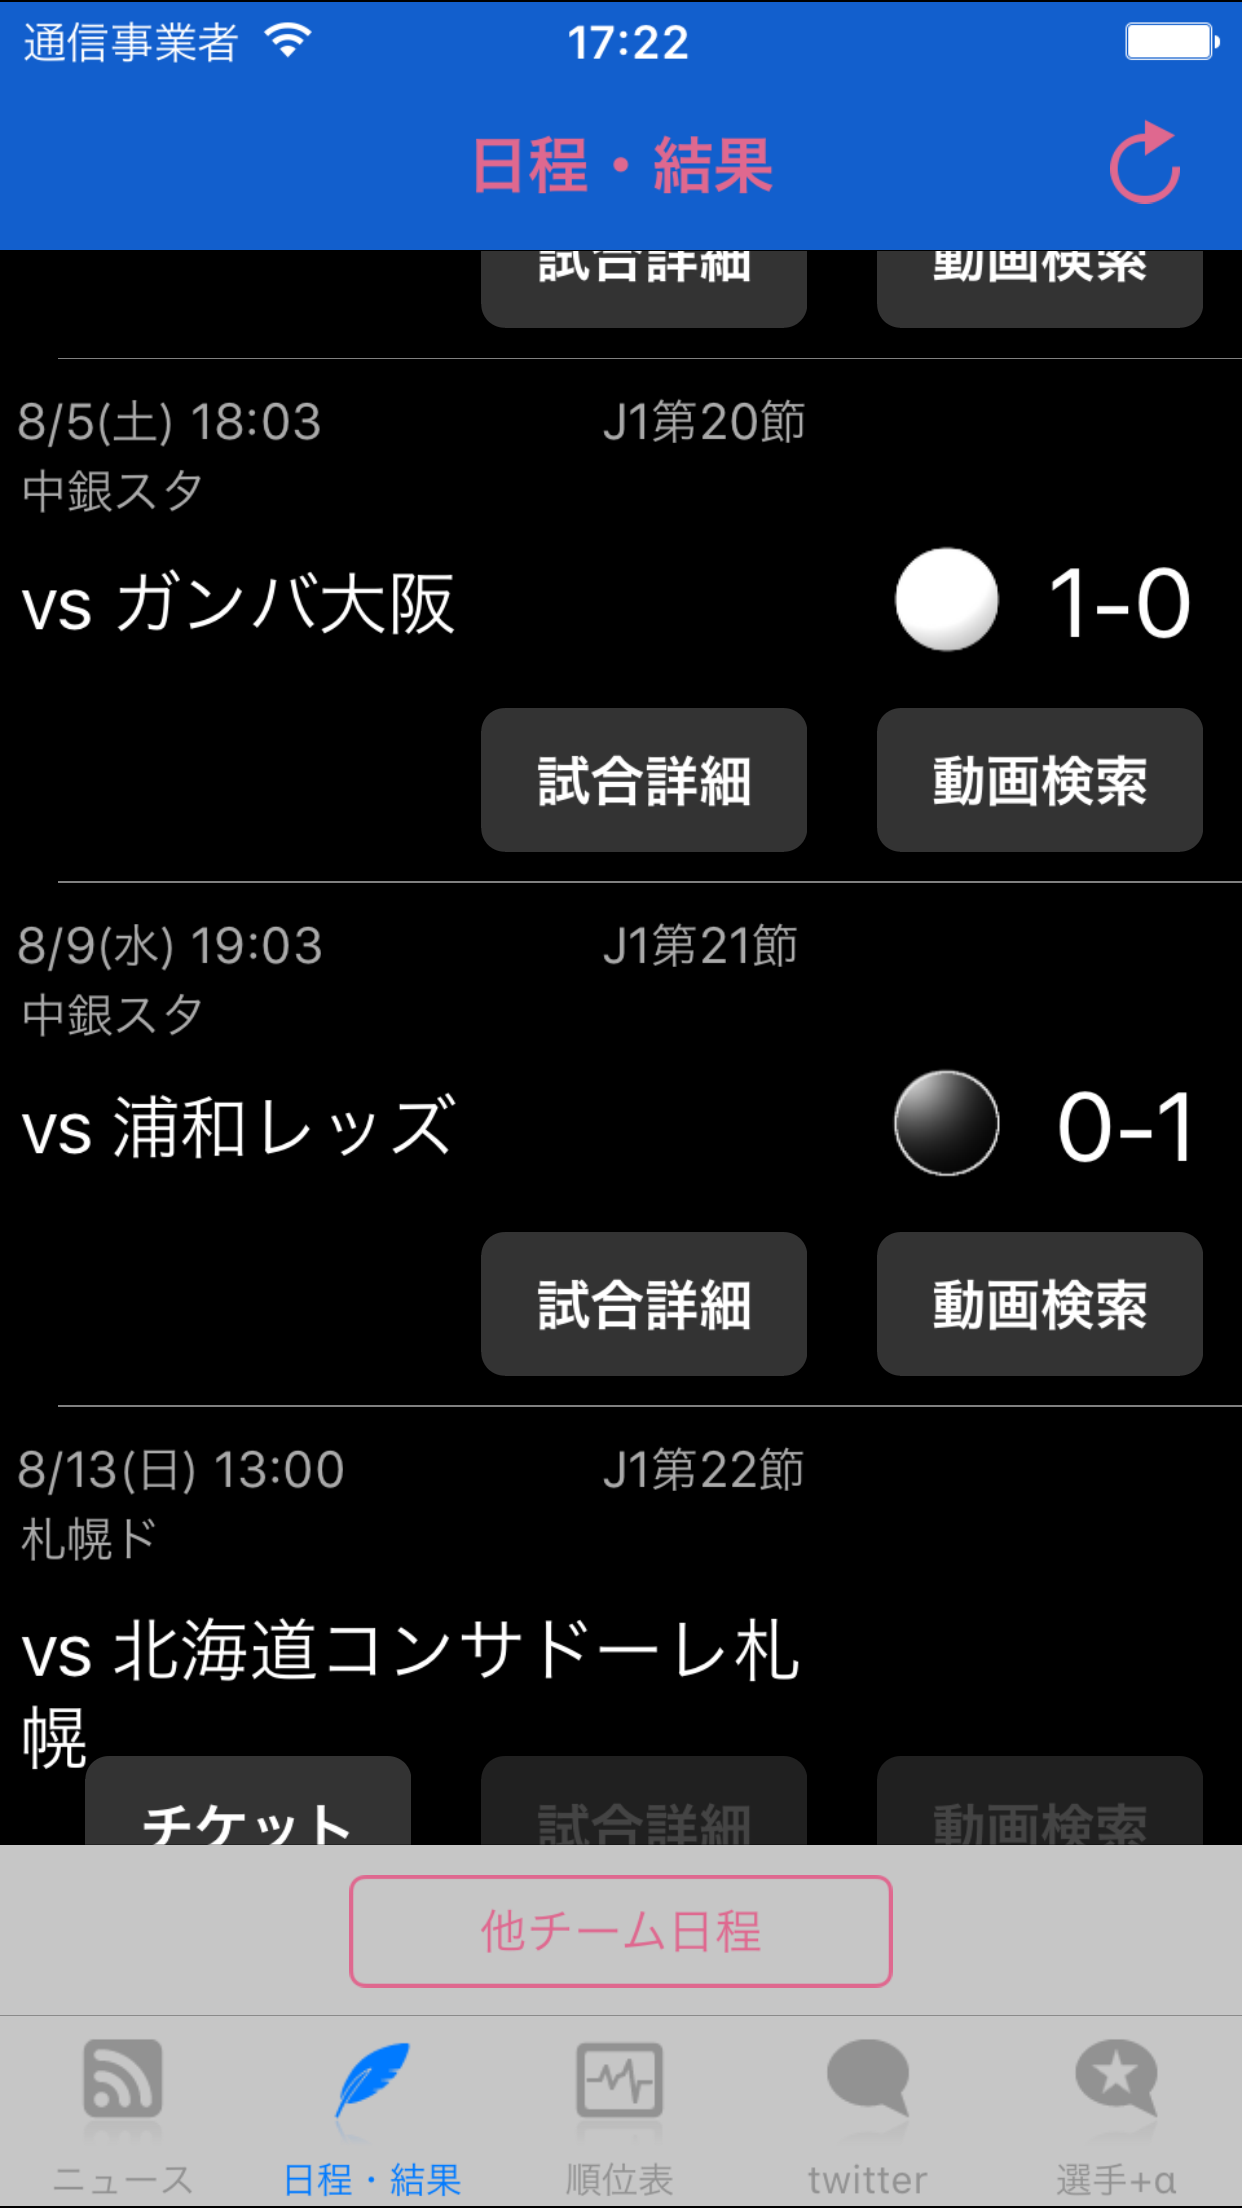 通信事業者 17:22
日程・結果
試合詳細 動画検索
8/5(土) 18:03 J1第20節
中銀スタ
vs ガンバ大阪 1-0
試合詳細 動画検索
8/9(水) 19:03 J1第21節
中銀スタ
vs 浦和レッズ 0-1
試合詳細 動画検索
8/13(日) 13:00 J1第22節
札幌ド
vs 北海道コンサドーレ札
幌
チケット 試合詳細 動画検索
他チーム日程
ニュース 日程・結果 順位表 twitter 選手+α